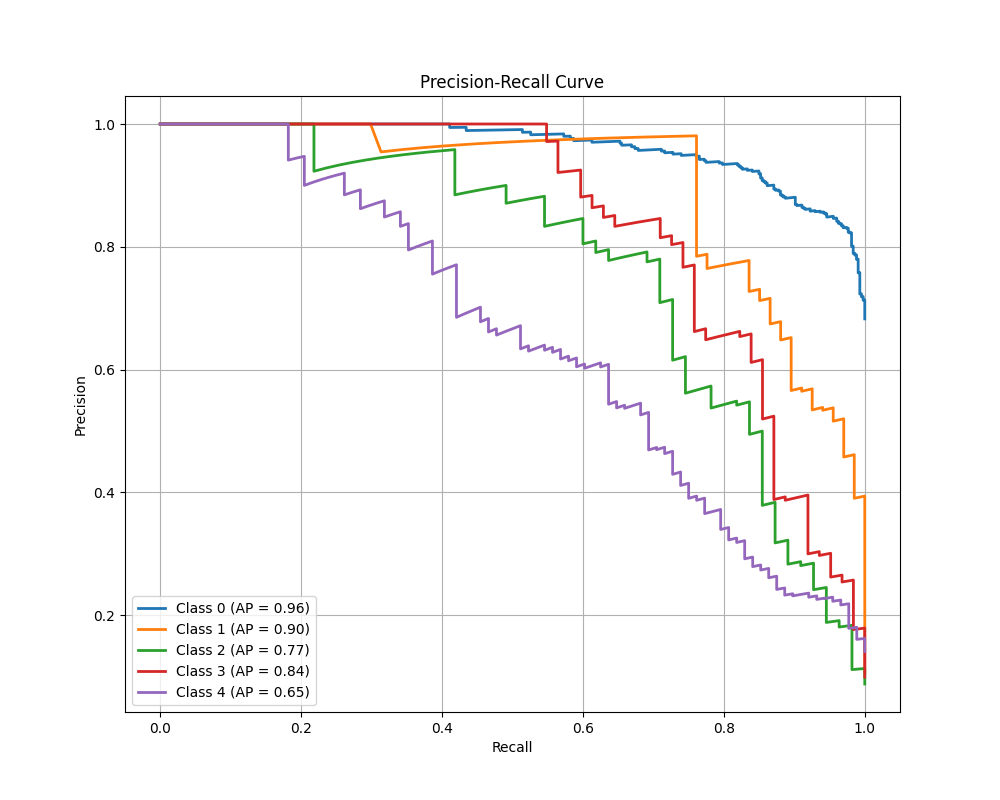 Precision-Recall Curve
Precision
1.0
0.8
0.6
0.4
0.2
Class 0 (AP = 0.96)
Class 1 (AP = 0.90)
Class 2 (AP = 0.77)
Class 3 (AP = 0.84)
Class 4 (AP = 0.65)
0.0 0.2 0.4 0.6 0.8 1.0
Recall